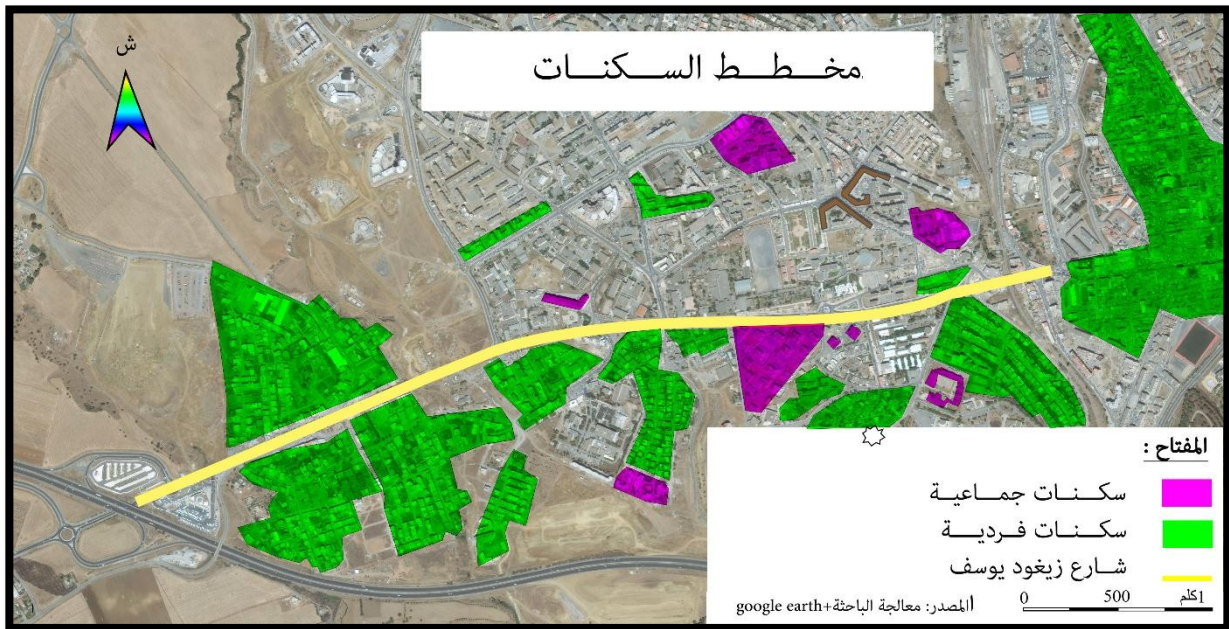 مخطط السكنات
ش
المفتاح :
سكنات جماعية
سكنات فردية
شارع زيغود يوسف
0 500 1كلم
المصدر: معالجة الباحثة+google earth